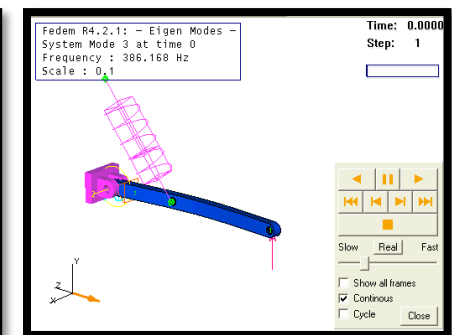 Fedem R4.2.1: - Eigen Modes -
System Mode 3 at time 0
Frequency : 386.168 Hz
Scale : 0.1
Time: 0.0000
Step: 1
Y
Z
X
Slow Real Fast
Show all frames
Continous
Cycle Close